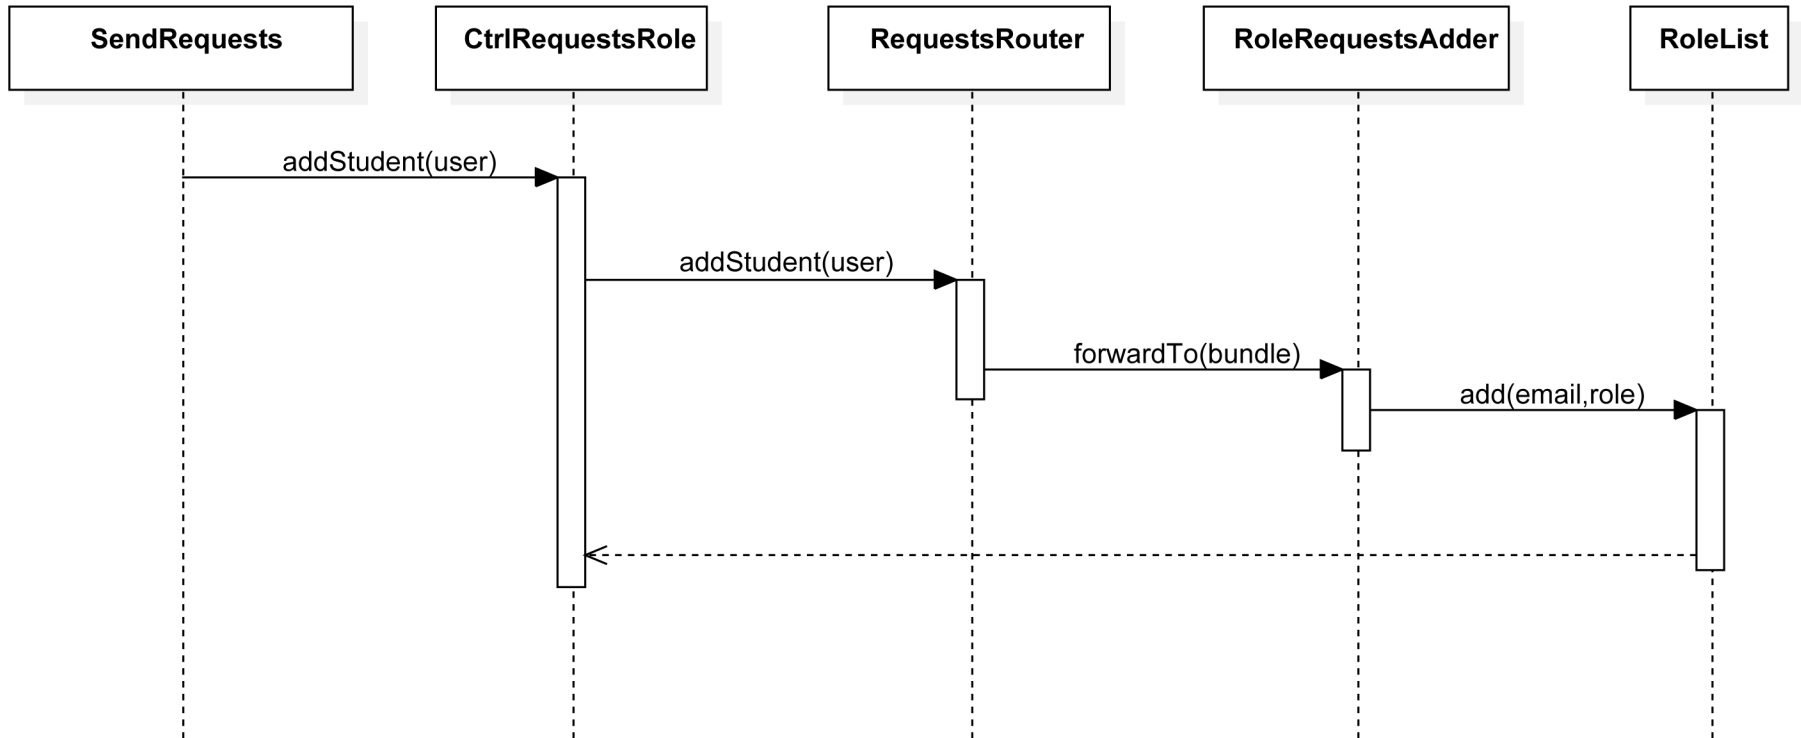 SendRequests
CtrlRequestsRole
RequestsRouter
RoleRequestsAdder
RoleList
addStudent(user)
addStudent(user)
forwardTo(bundle)
add(email,role)